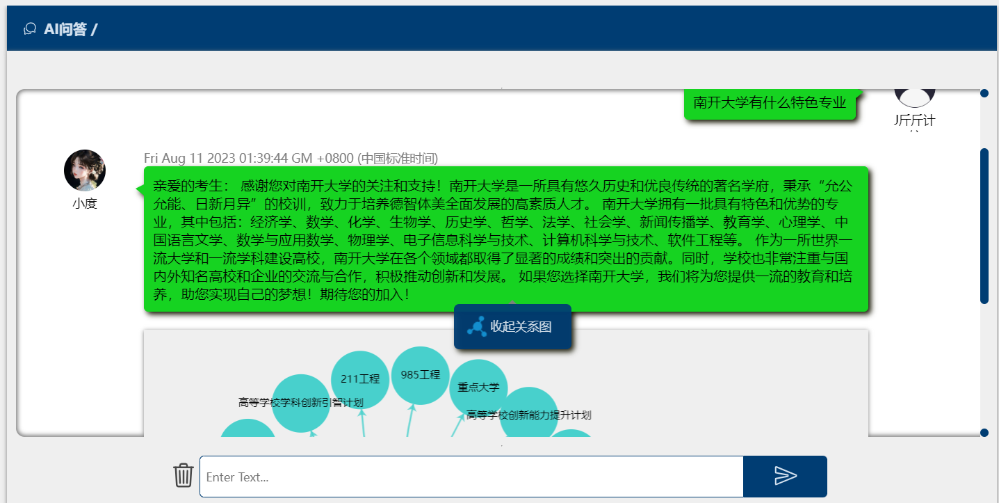 AI问答 /
南开大学有什么特色专业
J斤斤计
Fri Aug 11 2023 01:39:44 GM +0800 (中国标准时间)
小度
亲爱的考生： 感谢您对南开大学的关注和支持！南开大学是一所具有悠久历史和优良传统的著名学府，秉承“允公
允能、日新月异”的校训，致力于培养德智体美全面发展的高素质人才。 南开大学拥有一批具有特色和优势的专
业，其中包括：经济学、数学、化学、生物学、历史学、哲学、法学、社会学、新闻传播学、教育学、心理学、中
国语言文学、数学与应用数学、物理学、电子信息科学与技术、计算机科学与技术、软件工程等。 作为一所世界一
流大学和一流学科建设高校，南开大学在各个领域都取得了显著的成绩和突出的贡献。同时，学校也非常注重与国
内外知名高校和企业的交流与合作，积极推动创新和发展。 如果您选择南开大学，我们将为您提供一流的教育和培
养，助您实现自己的梦想！期待您的加入！
收起关系图
211工程
985工程
重点大学
高等学校学科创新引智计划
高等学校创新能力提升计划
Enter Text...